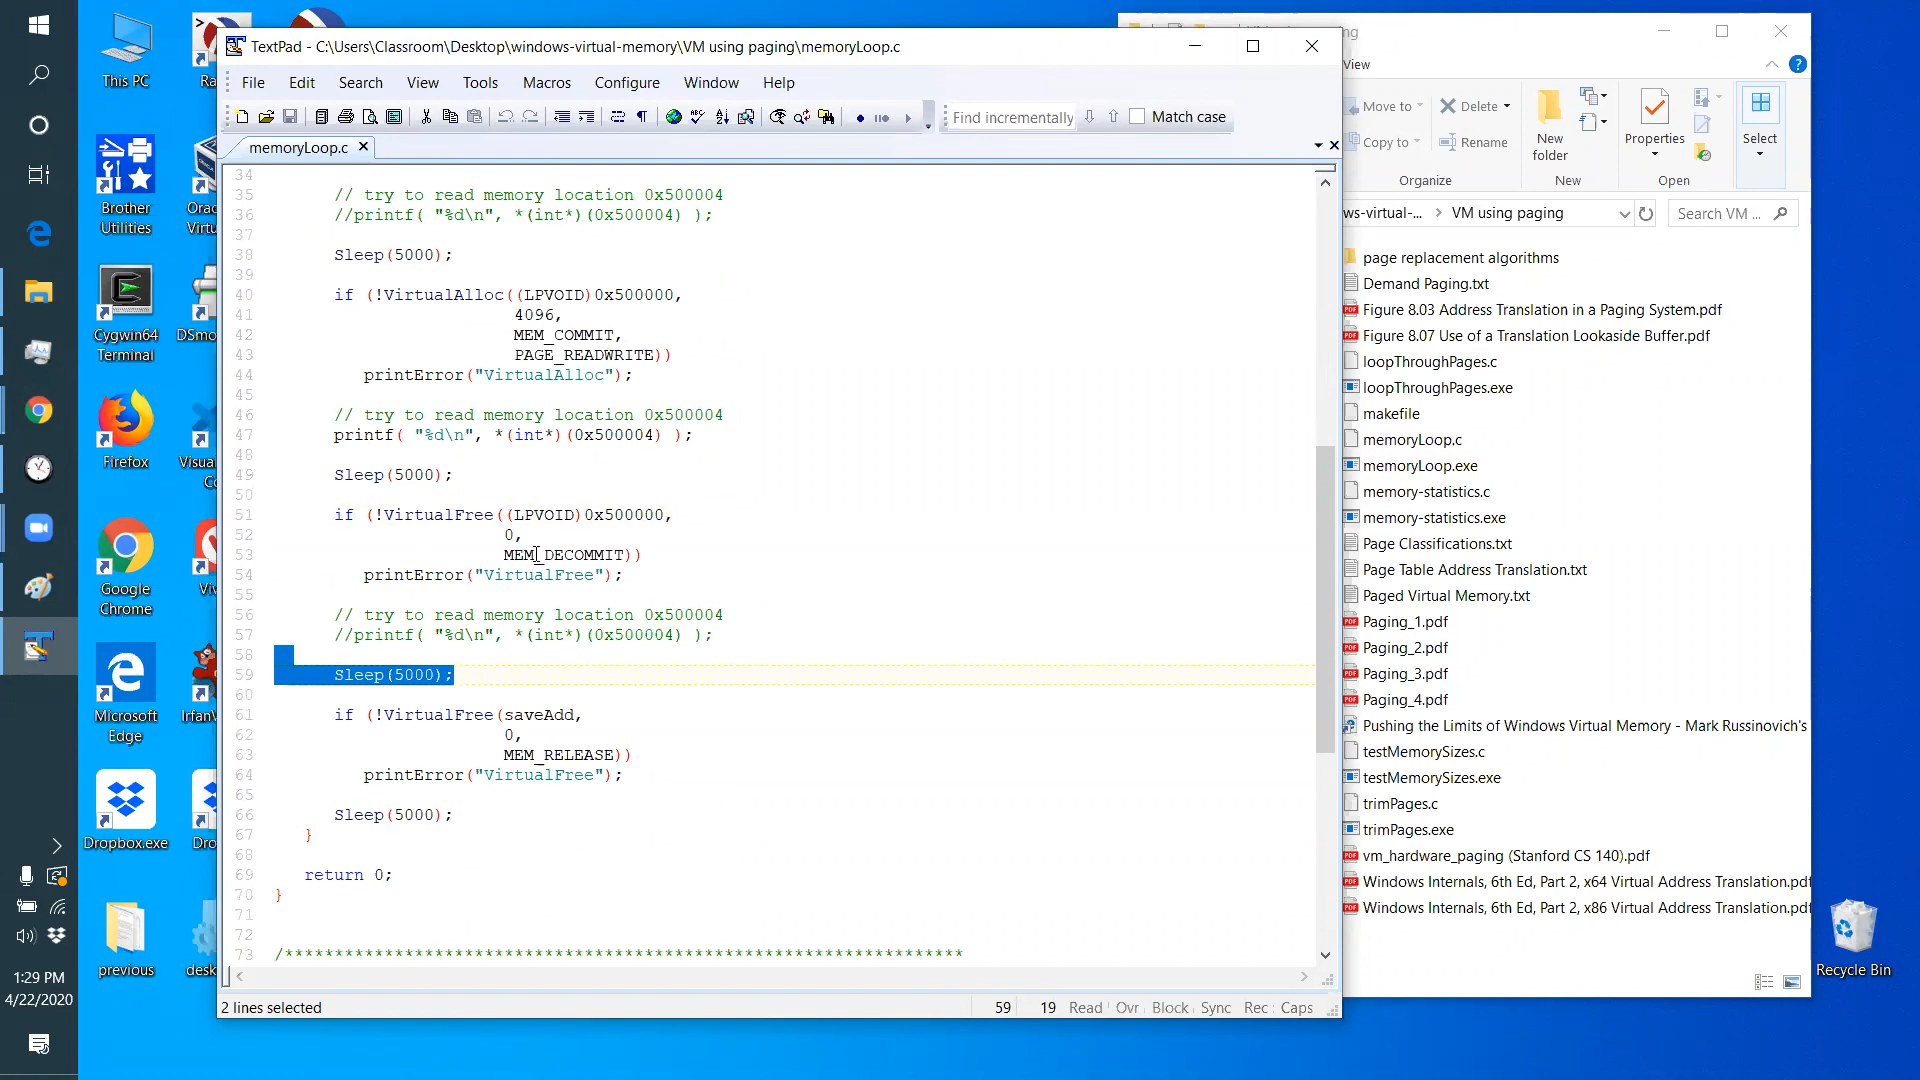 This PC
Ra
Brother
Utilities
Orac
Virtu
Cygwin64
Terminal
DSmo
Firefox
Visua
Co
Google
Chrome
Viv
Microsoft
Edge
IrfanV
Dropbox.exe
Dro
previous
desk
1:29 PM
4/22/2020
TextPad - C:\Users\Classroom\Desktop\windows-virtual-memory\VM using paging\memoryLoop.c
File Edit Search View Tools Macros Configure Window Help
Find incrementally
Match case
memoryLoop.c
34
35 // try to read memory location 0x500004
36 //printf( "%d\n", *(int*)(0x500004) );
37
38 Sleep(5000);
39
40 if (!VirtualAlloc((LPVOID)0x500000,
41 4096,
42 MEM_COMMIT,
43 PAGE_READWRITE))
44 printError("VirtualAlloc");
45
46 // try to read memory location 0x500004
47 printf( "%d\n", *(int*)(0x500004) );
48
49 Sleep(5000);
50
51 if (!VirtualFree((LPVOID)0x500000,
52 0,
53 MEM_DECOMMIT))
54 printError("VirtualFree");
55
56 // try to read memory location 0x500004
57 //printf( "%d\n", *(int*)(0x500004) );
58
59 Sleep(5000);
60
61 if (!VirtualFree(saveAdd,
62 0,
63 MEM_RELEASE))
64 printError("VirtualFree");
65
66 Sleep(5000);
67 }
68
69 return 0;
70 }
71
72
73 /********************************************************************
2 lines selected
59 19 Read Ovr Block Sync Rec Caps
ng
View
Move to
Copy to
Delete
Rename
New
folder
Properties
Select
Organize New Open
ws-virtual-... > VM using paging
Search VM ...
page replacement algorithms
Demand Paging.txt
Figure 8.03 Address Translation in a Paging System.pdf
Figure 8.07 Use of a Translation Lookaside Buffer.pdf
loopThroughPages.c
loopThroughPages.exe
makefile
memoryLoop.c
memoryLoop.exe
memory-statistics.c
memory-statistics.exe
Page Classifications.txt
Page Table Address Translation.txt
Paged Virtual Memory.txt
Paging_1.pdf
Paging_2.pdf
Paging_3.pdf
Paging_4.pdf
Pushing the Limits of Windows Virtual Memory - Mark Russinovich's
testMemorySizes.c
testMemorySizes.exe
trimPages.c
trimPages.exe
vm_hardware_paging (Stanford CS 140).pdf
Windows Internals, 6th Ed, Part 2, x64 Virtual Address Translation.pdf
Windows Internals, 6th Ed, Part 2, x86 Virtual Address Translation.pdf
Recycle Bin